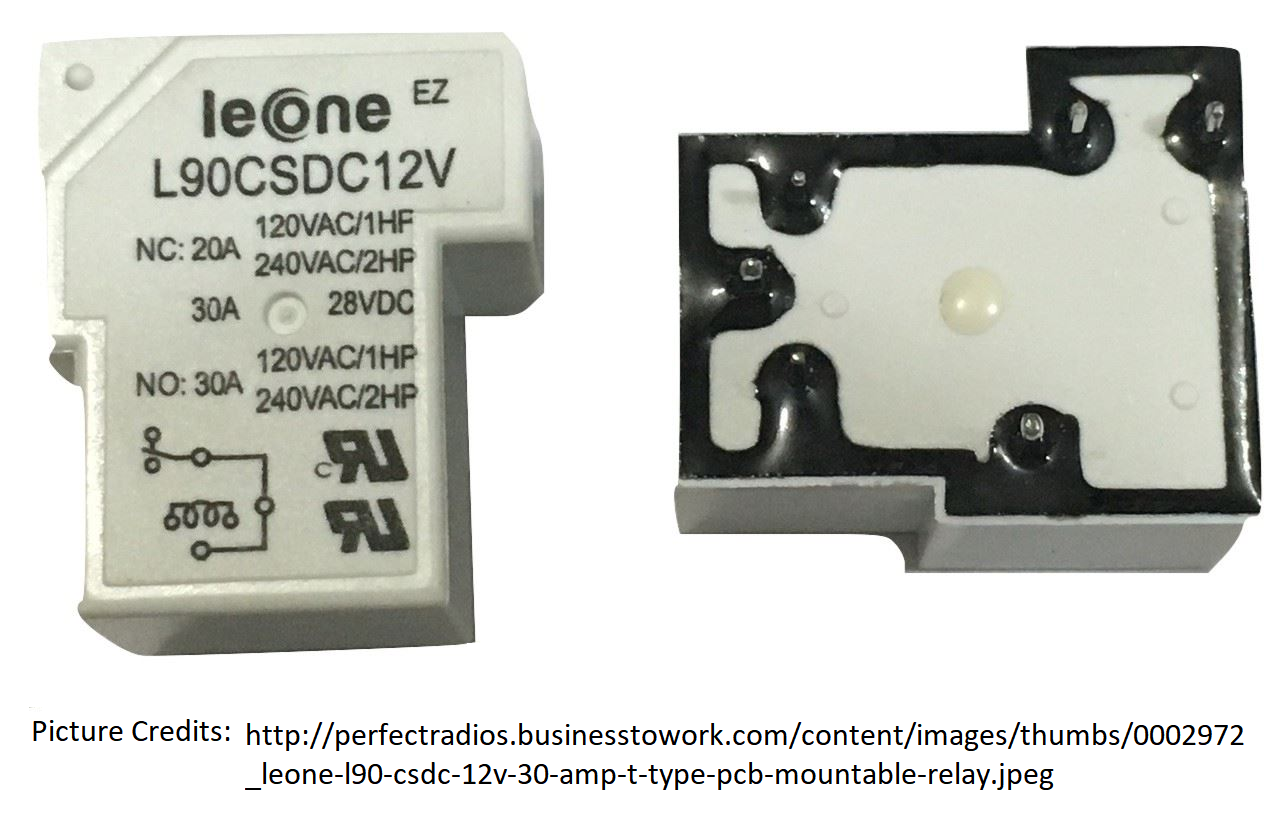 leone EZ
L90CSDC12V
NC: 20A 120VAC/1HP
240VAC/2HP
30A 28VDC
NO: 30A 120VAC/1HP
240VAC/2HP
c RU
RU
Picture Credits: http://perfectradios.businesstowork.com/content/images/thumbs/0002972
_leone-l90-csdc-12v-30-amp-t-type-pcb-mountable-relay.jpeg